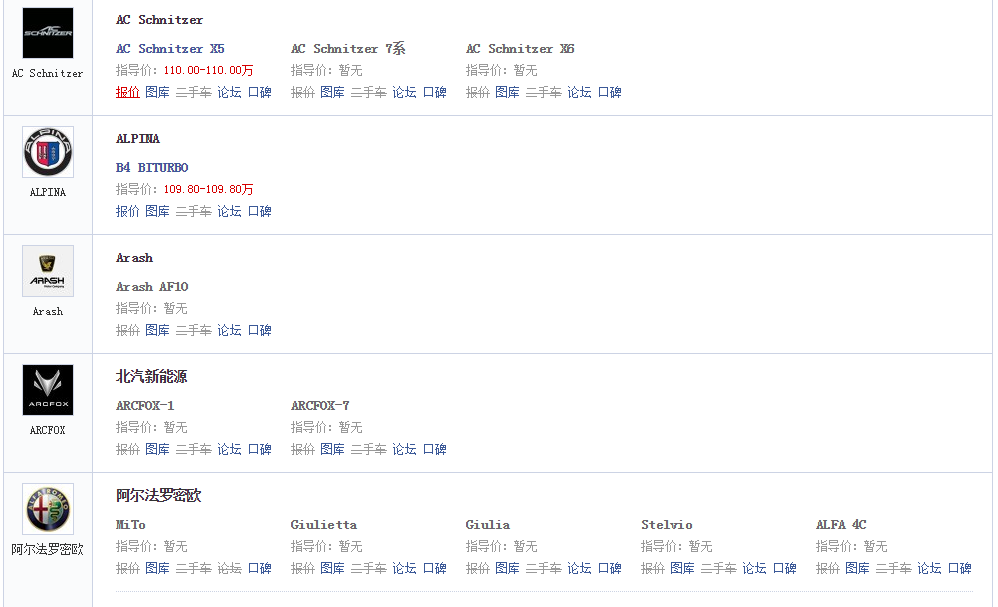 SCHNITZER
AC Schnitzer
AC Schnitzer
AC Schnitzer X5 AC Schnitzer 7系 AC Schnitzer X6
指导价: 110.00-110.00万 指导价: 暂无 指导价: 暂无
报价 图库 二手车 论坛 口碑 报价 图库 二手车 论坛 口碑 报价 图库 二手车 论坛 口碑
ALPINA
ALPINA
ALPINA
B4 BITURBO
指导价: 109.80-109.80万
报价 图库 二手车 论坛 口碑
ARASH
Arash
Arash
Arash AF10
指导价: 暂无
报价 图库 二手车 论坛 口碑
ARCFOX
ARCFOX
北汽新能源
ARCFOX-1 ARCFOX-7
指导价: 暂无 指导价: 暂无
报价 图库 二手车 论坛 口碑 报价 图库 二手车 论坛 口碑
阿尔法罗密欧
阿尔法罗密欧
MiTo Giulietta Giulia Stelvio ALFA 4C
指导价: 暂无 指导价: 暂无 指导价: 暂无 指导价: 暂无 指导价: 暂无
报价 图库 二手车 论坛 口碑 报价 图库 二手车 论坛 口碑 报价 图库 二手车 论坛 口碑 报价 图库 二手车 论坛 口碑 报价 图库 二手车 论坛 口碑